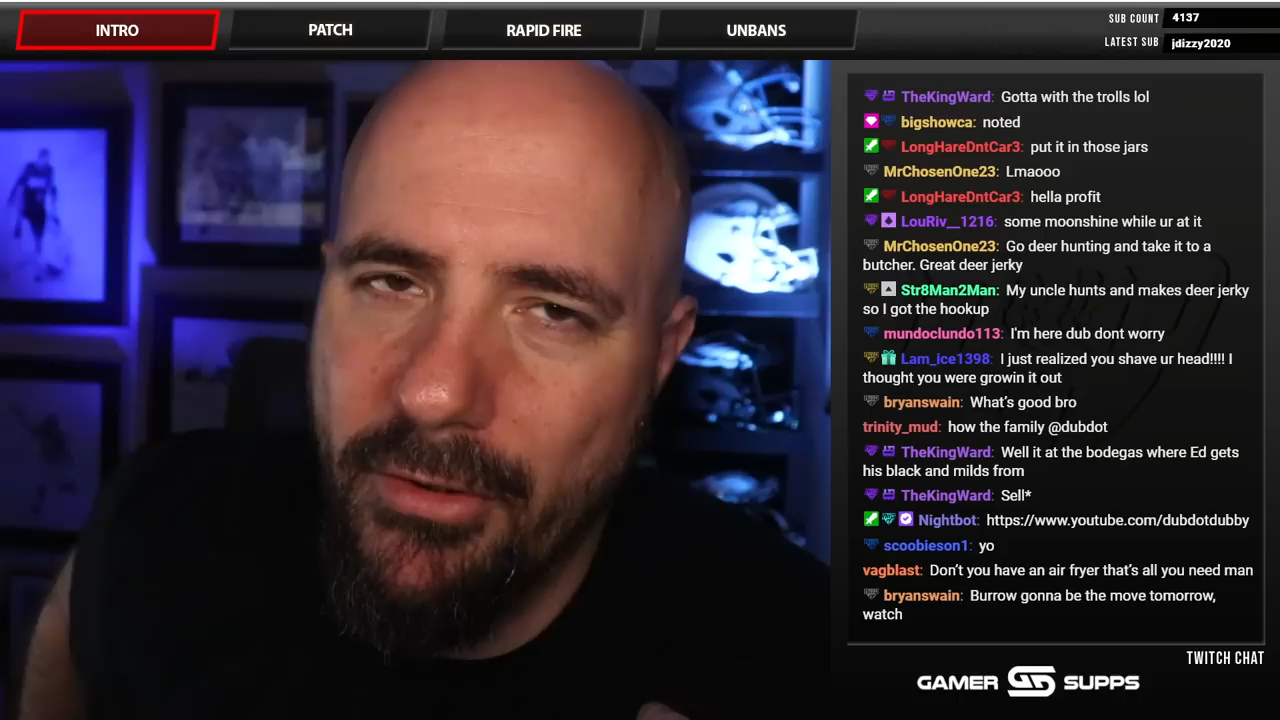 INTRO
PATCH
RAPID FIRE
UNBANS
SUB COUNT 4137
LATEST SUB jdizzy2020
TheKingWard: Gotta with the trolls lol
bigshowca: noted
LongHareDntCar3: put it in those jars
MrChosenOne23: Lmaooo
LongHareDntCar3: hella profit
LouRiv__1216: some moonshine while ur at it
MrChosenOne23: Go deer hunting and take it to a
butcher. Great deer jerky
Str8Man2Man: My uncle hunts and makes deer jerky
so I got the hookup
mundoclundo113: I'm here dub dont worry
Lam_ice1398: I just realized you shave ur head!!!! I
thought you were growin it out
bryanswain: What's good bro
trinity_mud: how the family @dubdot
TheKingWard: Well it at the bodegas where Ed gets
his black and milds from
TheKingWard: Sell*
Nightbot: https://www.youtube.com/dubdotdubby
scoobieson1: yo
vagblast: Don't you have an air fryer that's all you need man
bryanswain: Burrow gonna be the move tomorrow,
watch
TWITCH CHAT
GAMER SUPPS